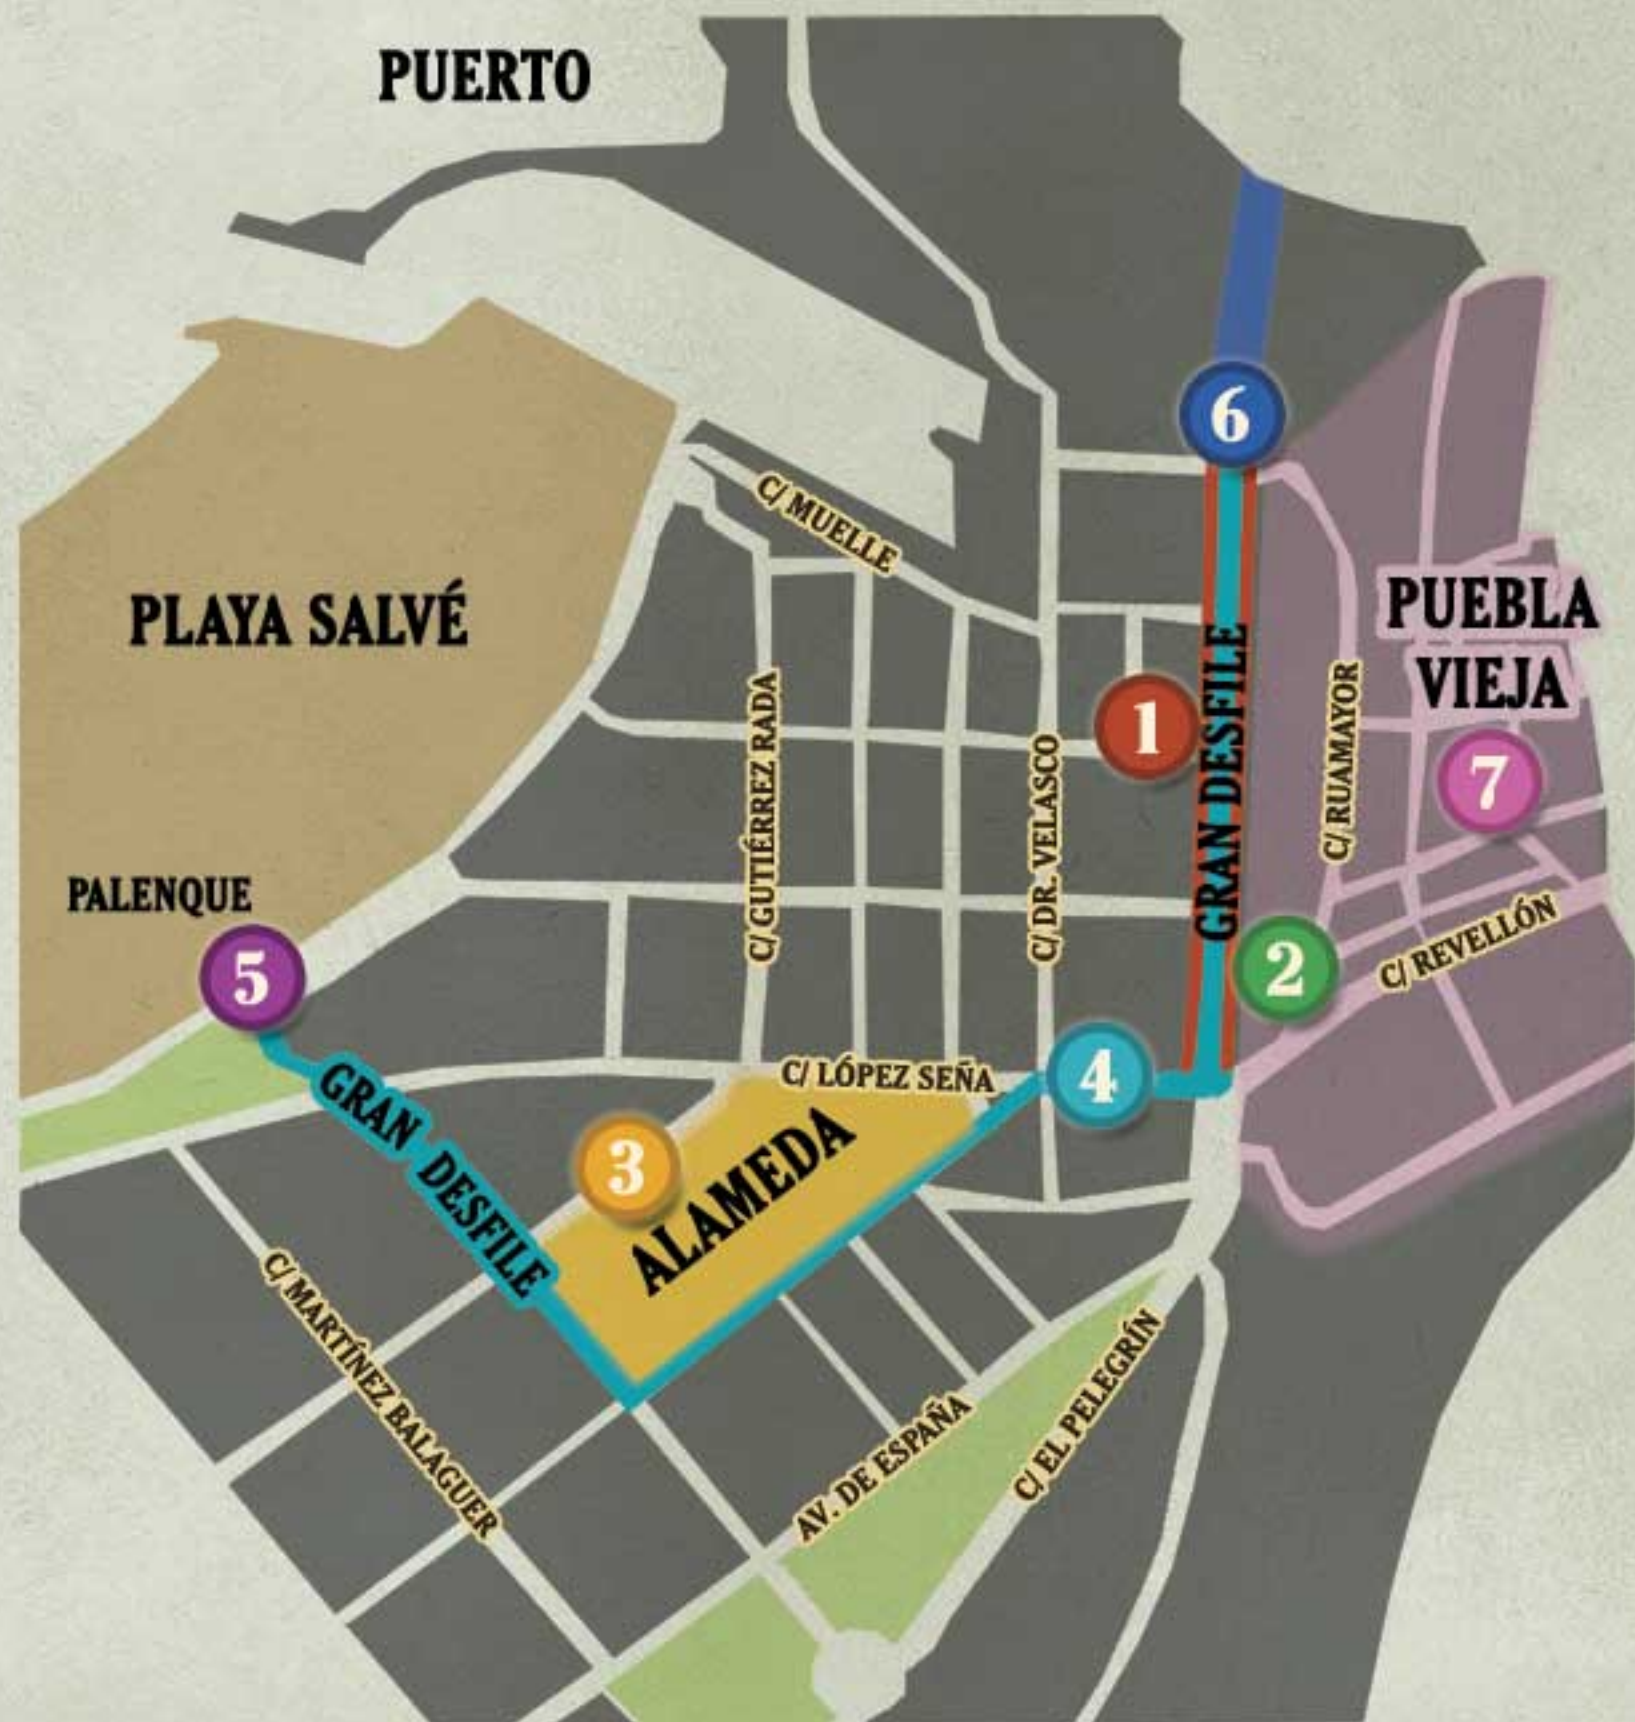 PUERTO
6
C/ MUELLE
PLAYA SALVÉ
PUEBLA
VIEJA
GRAN DESFILE
C/ GUTIÉRREZ RADA
C/ DR. VELASCO
1
C/ RUAMAYOR
7
PALENQUE
5
2
C/ REVELLÓN
C/ LÓPEZ SEÑA
4
GRAN DESFILE
3
ALAMEDA
C/ MARTÍNEZ BALAGUER
AV. DE ESPAÑA
C/ EL PELEGRÍN